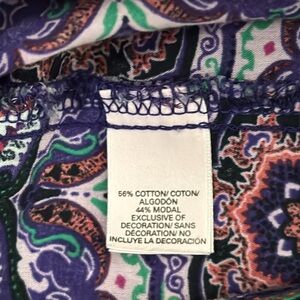 56% COTTON/ COTON/
ALGODÓN
44% MODAL
EXCLUSIVE OF
DECORATION/ SANS
DÉCORATION/ NO
INCLUYE LA DECORACIÓN